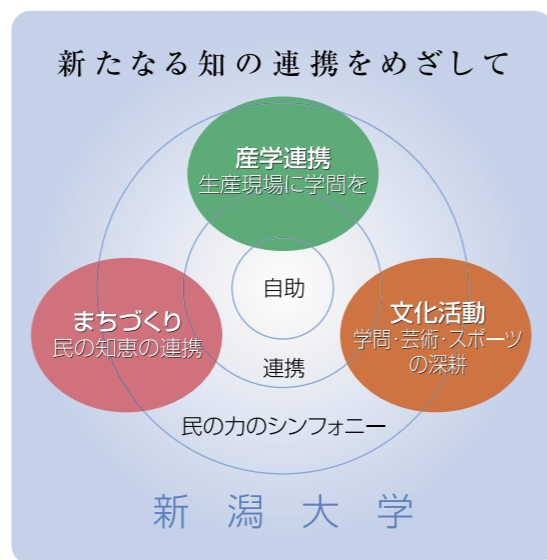 新たなる知の連携をめざして
産学連携
生産現場に学問を
自助
まちづくり
民の知恵の連携
文化活動
学問・芸術・スポーツ
の深耕
連携
民の力のシンフォニー
新潟大学